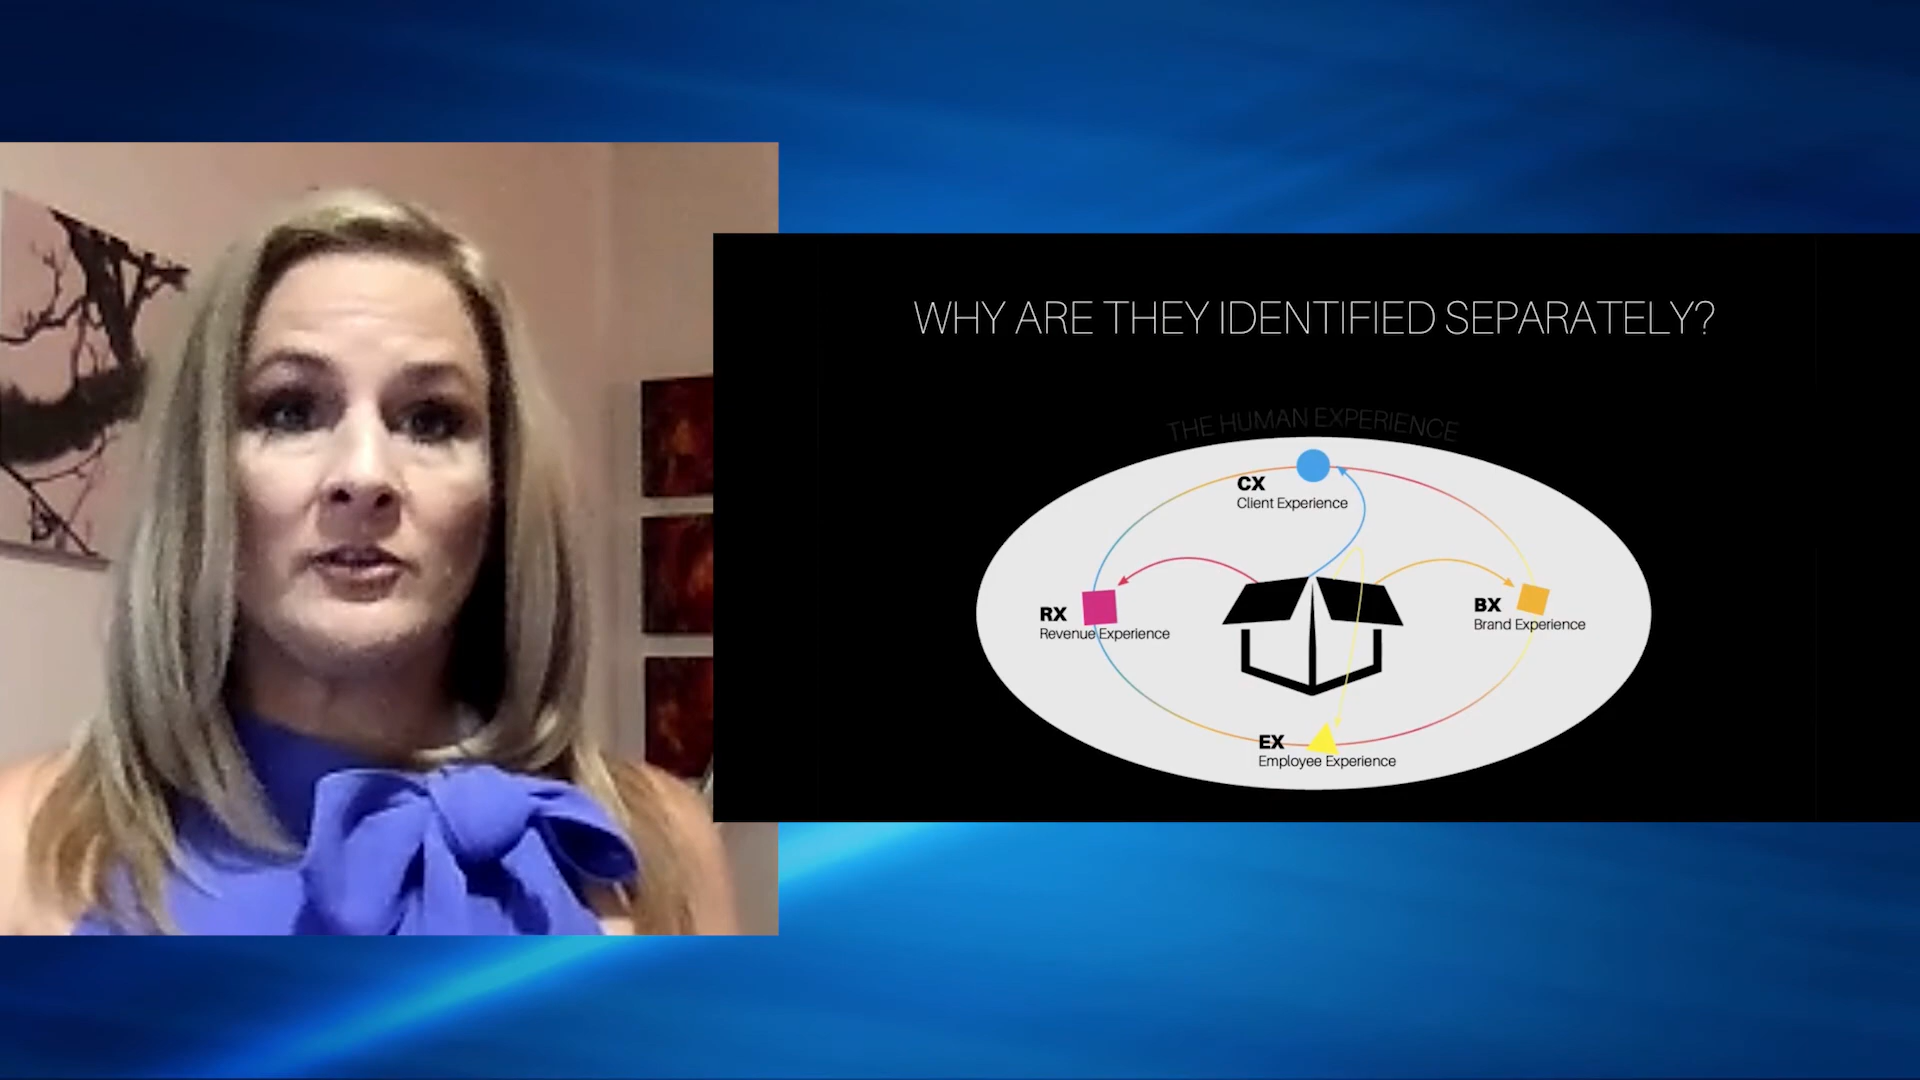 WHY ARE THEY IDENTIFIED SEPARATELY?
THE HUMAN EXPERIENCE
CX
Client Experience
RX
Revenue Experience
BX
Brand Experience
EX
Employee Experience